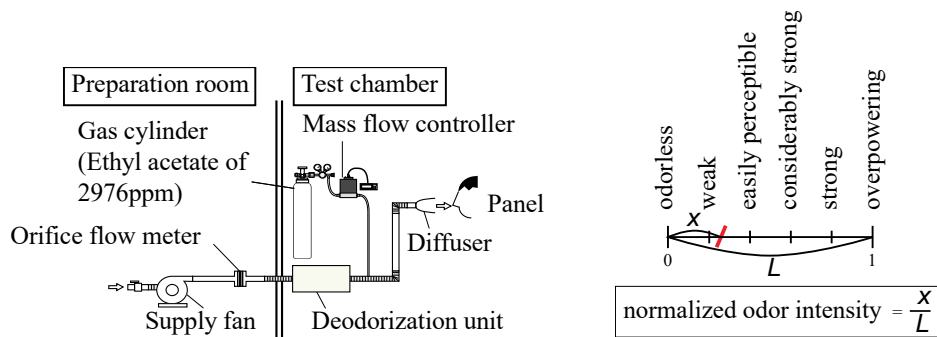 Preparation room
Test chamber
Gas cylinder
(Ethyl acetate of
2976ppm)
Mass flow controller
Orifice flow meter
Panel
Diffuser
Supply fan
Deodorization unit
odorless
weak
easily perceptible
considerably strong
strong
overpowering
x
0
L
1
normalized odor intensity = x
L